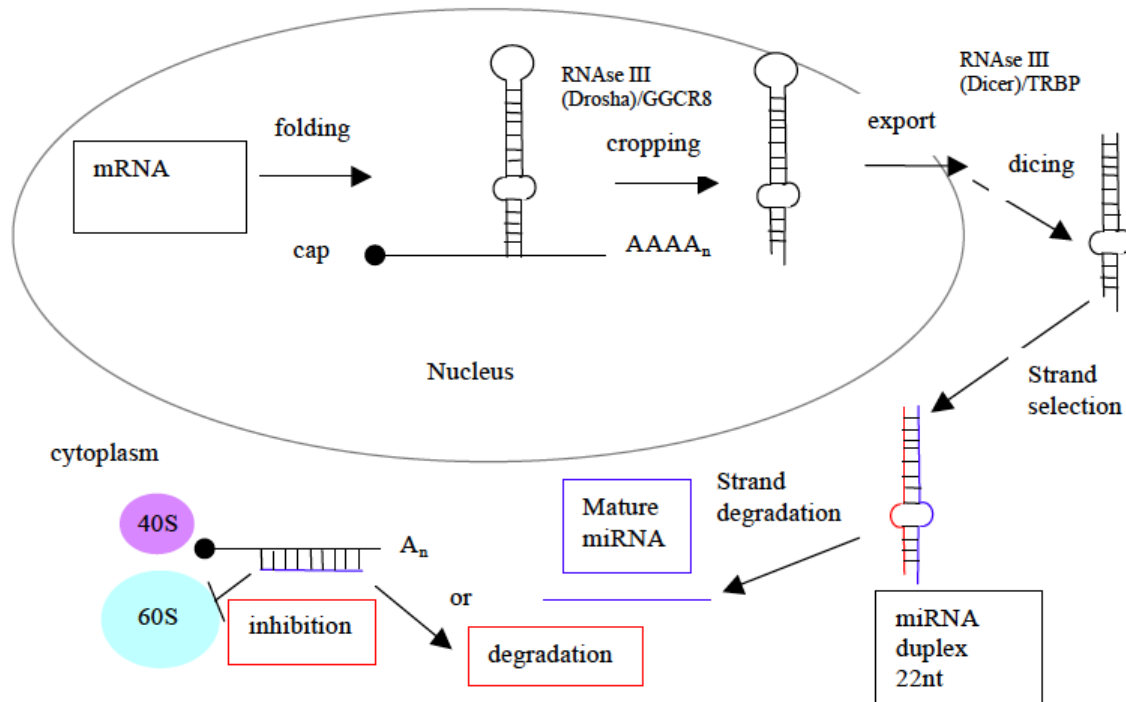 RNAse III
(Drosha)/GGCR8
RNAse III
(Dicer)/TRBP
folding
cropping
export
dicing
mRNA
cap
AAAAn
Nucleus
Strand
selection
cytoplasm
Mature
miRNA
Strand
degradation
40S
An
60S
inhibition
or
degradation
miRNA
duplex
22nt